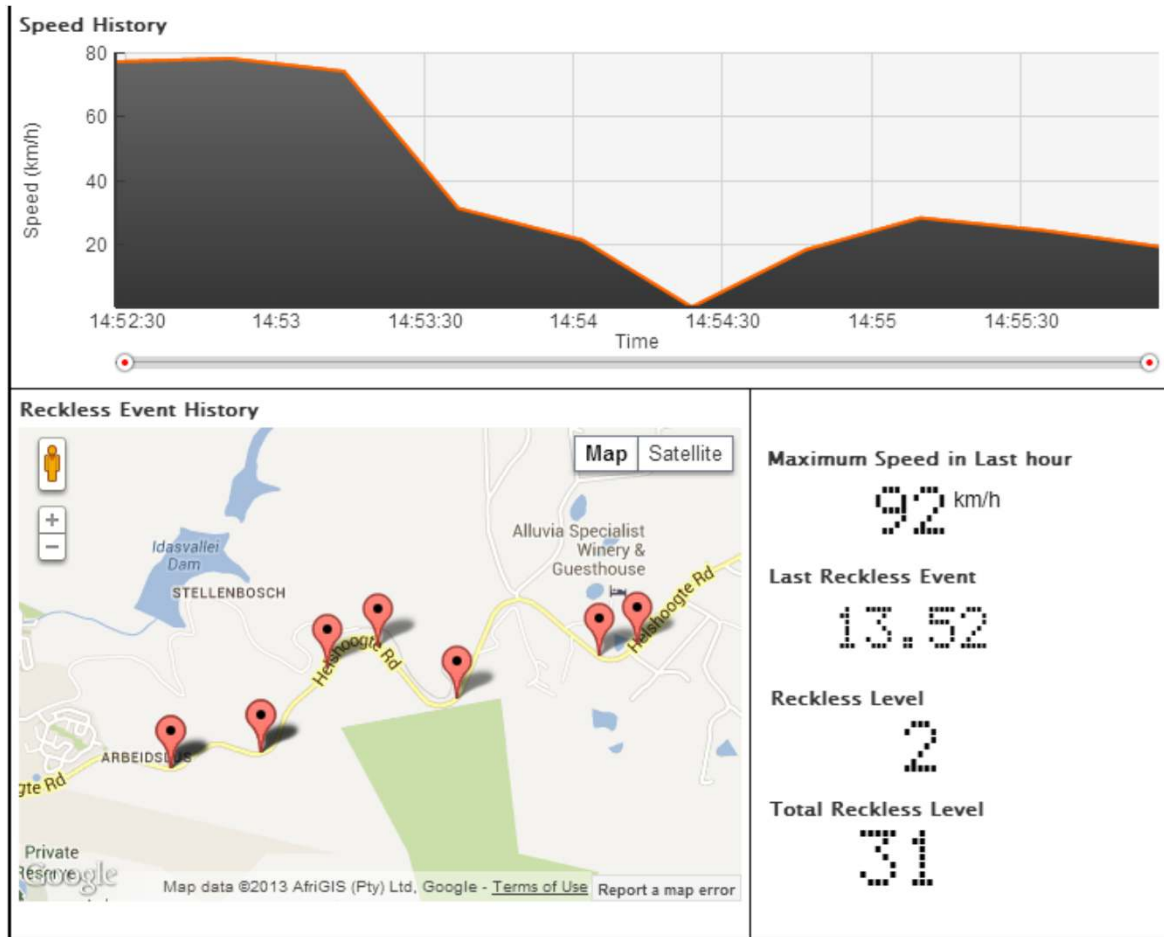 Speed History
80
60
40
20
Speed (km/h)
14:52:30 14:53 14:53:30 14:54 14:54:30 14:55 14:55:30
Time
Reckless Event History
Map Satellite
Idasvallei
Dam
STELLENBOSCH
Alluvia Specialist
Winery &
Guesthouse
Helshoogte Rd
Helshoogte Rd
ARBEIDSLUS
gte Rd
Private
Reserve
Google
Map data ©2013 AfriGIS (Pty) Ltd, Google - Terms of Use
Report a map error
Maximum Speed in Last hour
92 km/h
Last Reckless Event
13.52
Reckless Level
2
Total Reckless Level
31